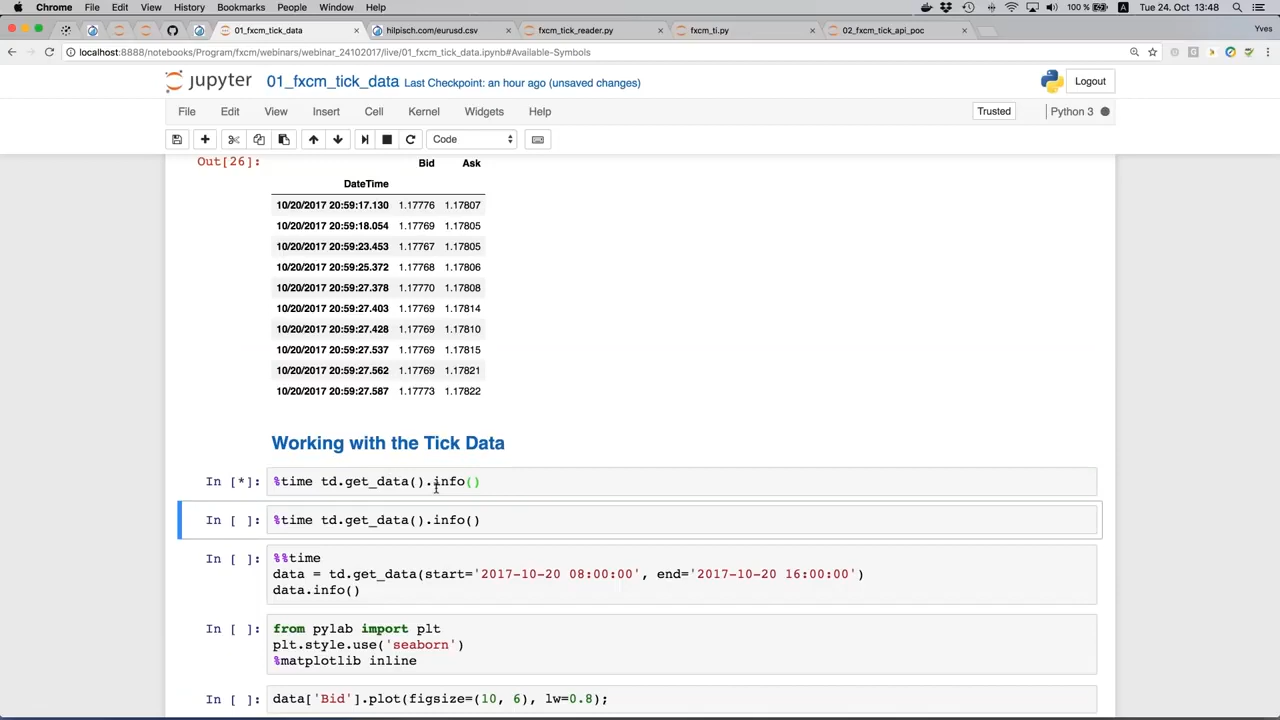 Chrome File Edit View History Bookmarks People Window Help 100 % A Tue 24. Oct 13:48
01_fxcm_tick_data hilpisch.com/eurusd.csv fxcm_tick_reader.py fxcm_ti.py 02_fxcm_tick_api_poc Yves
localhost:8888/notebooks/Program/fxcm/webinars/webinar_24102017/live/01_fxcm_tick_data.ipynb#Available-Symbols
jupyter 01_fxcm_tick_data Last Checkpoint: an hour ago (unsaved changes) Logout
File Edit View Insert Cell Kernel Widgets Help Trusted Python 3
Code
Out[26]: Bid Ask
DateTime
10/20/2017 20:59:17.130 1.17776 1.17807
10/20/2017 20:59:18.054 1.17769 1.17805
10/20/2017 20:59:23.453 1.17767 1.17805
10/20/2017 20:59:25.372 1.17768 1.17806
10/20/2017 20:59:27.378 1.17770 1.17808
10/20/2017 20:59:27.403 1.17769 1.17814
10/20/2017 20:59:27.428 1.17769 1.17810
10/20/2017 20:59:27.537 1.17769 1.17815
10/20/2017 20:59:27.562 1.17769 1.17821
10/20/2017 20:59:27.587 1.17773 1.17822
Working with the Tick Data
In [*]: %time td.get_data().info()
In [ ]: %time td.get_data().info()
In [ ]: %%time
data = td.get_data(start='2017-10-20 08:00:00', end='2017-10-20 16:00:00')
data.info()
In [ ]: from pylab import plt
plt.style.use('seaborn')
%matplotlib inline
In [ ]: data['Bid'].plot(figsize=(10, 6), lw=0.8);